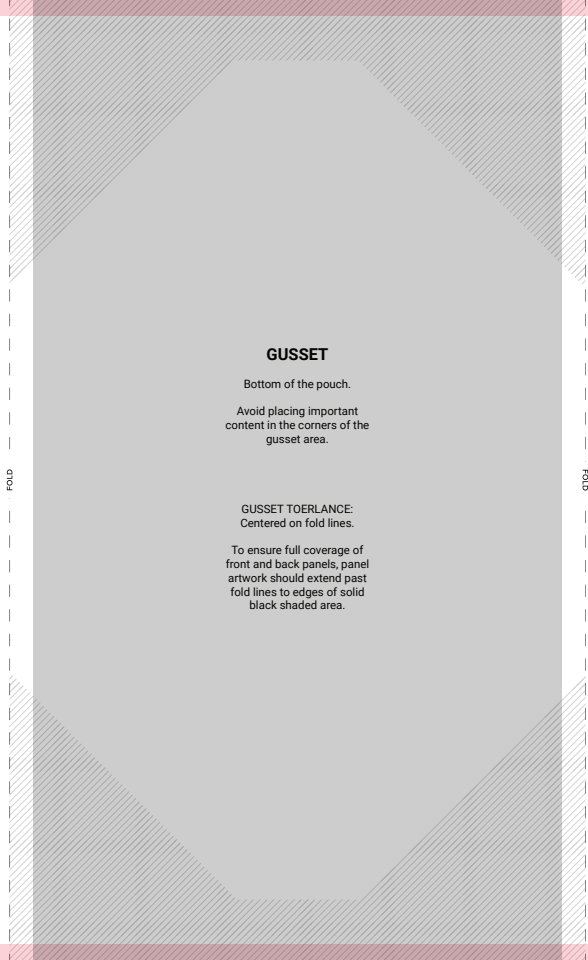 GUSSET
Bottom of the pouch.
Avoid placing important
content in the corners of the
gusset area.
FOLD
FOLD
GUSSET TOERLANCE:
Centered on fold lines.
To ensure full coverage of
front and back panels, panel
artwork should extend past
fold lines to edges of solid
black shaded area.